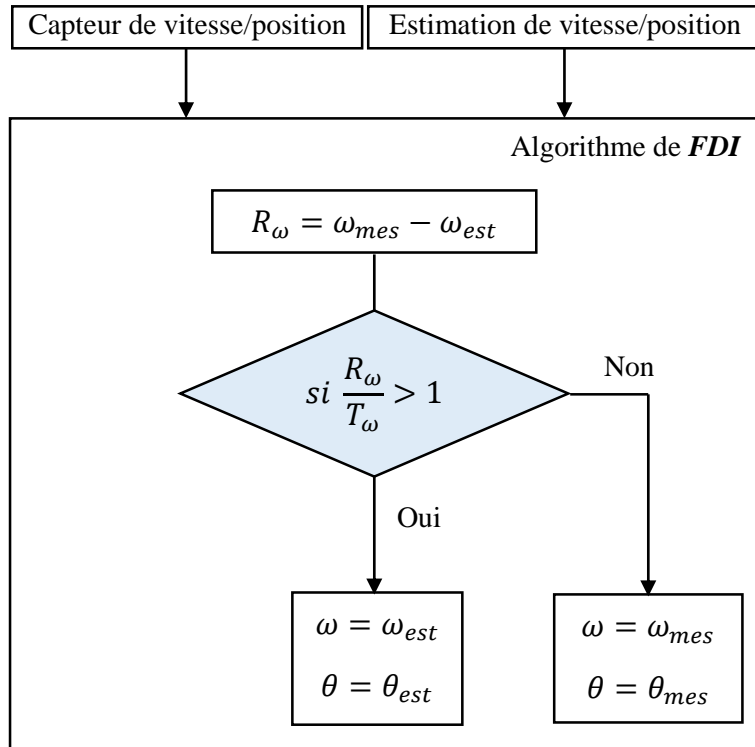 Capteur de vitesse/position
Estimation de vitesse/position
Algorithme de FDI
R_ω = ω_mes − ω_est
si R_ω/T_ω > 1
Non
Oui
ω = ω_est
θ = θ_est
ω = ω_mes
θ = θ_mes